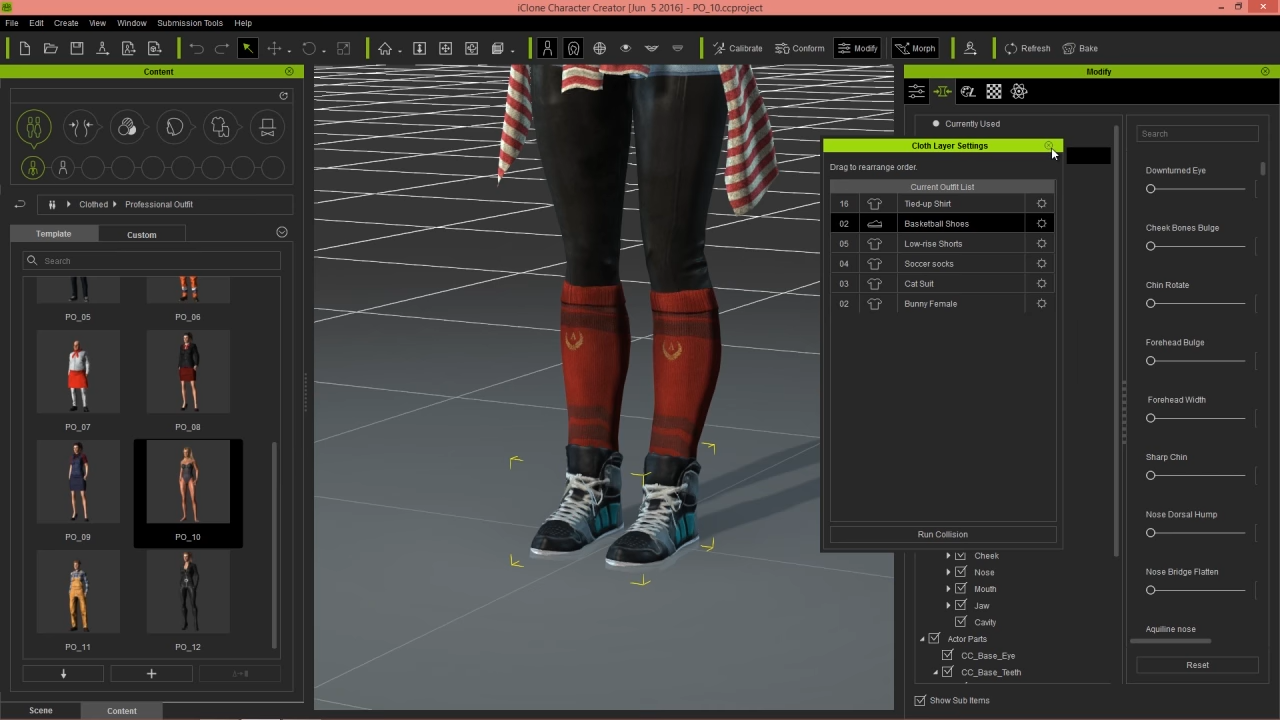 iClone Character Creator [Jun 5 2016] - PO_10.ccproject
File Edit Create View Window Submission Tools Help
Calibrate Conform Modify Morph Refresh Bake
Content
Clothed Professional Outfit
Template Custom
Search
PO_05 PO_06
PO_07 PO_08
PO_09 PO_10
PO_11 PO_12
Scene Content
Modify
Currently Used
Cloth Layer Settings
Drag to rearrange order.
Current Outfit List
16 Tied-up Shirt
02 Basketball Shoes
05 Low-rise Shorts
04 Soccer socks
03 Cat Suit
02 Bunny Female
Run Collision
Cheek
Nose
Mouth
Jaw
Cavity
Actor Parts
CC_Base_Eye
CC_Base_Teeth
Show Sub Items
Search
Downturned Eye
Cheek Bones Bulge
Chin Rotate
Forehead Bulge
Forehead Width
Sharp Chin
Nose Dorsal Hump
Nose Bridge Flatten
Aquiline nose
Reset